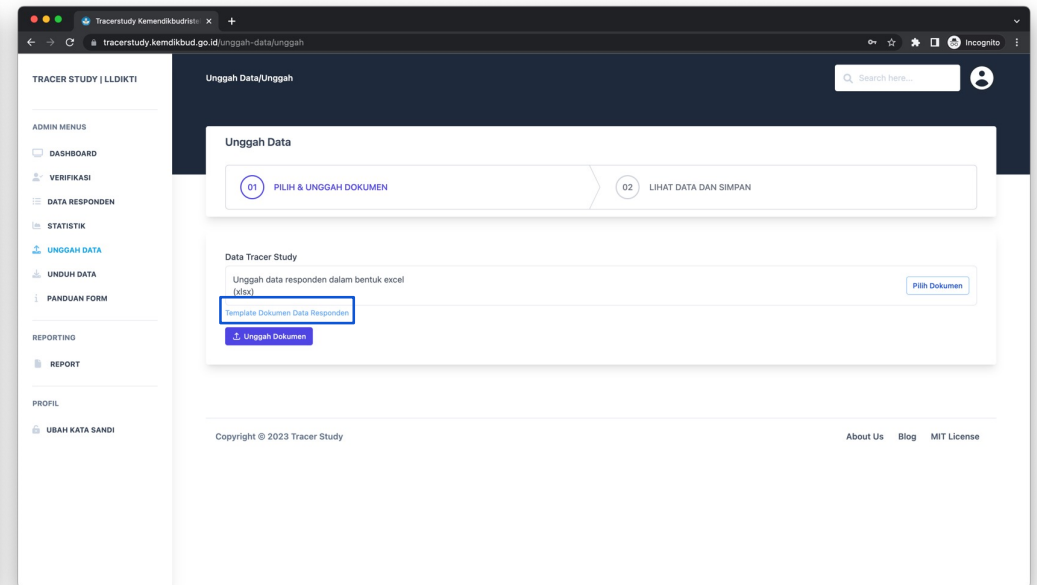 Tracerstudy Kemendikbudriste
tracerstudy.kemdikbud.go.id/unggah-data/unggah
Incognito
TRACER STUDY | LLDIKTI
Unggah Data/Unggah
Search here...
ADMIN MENUS
DASHBOARD
VERIFIKASI
DATA RESPONDEN
STATISTIK
UNGGAH DATA
UNDUH DATA
PANDUAN FORM
REPORTING
REPORT
PROFIL
UBAH KATA SANDI
Unggah Data
01 PILIH & UNGGAH DOKUMEN
02 LIHAT DATA DAN SIMPAN
Data Tracer Study
Unggah data responden dalam bentuk excel
(xlsx)
Pilih Dokumen
Template Dokumen Data Responden
Unggah Dokumen
Copyright © 2023 Tracer Study
About Us Blog MIT License